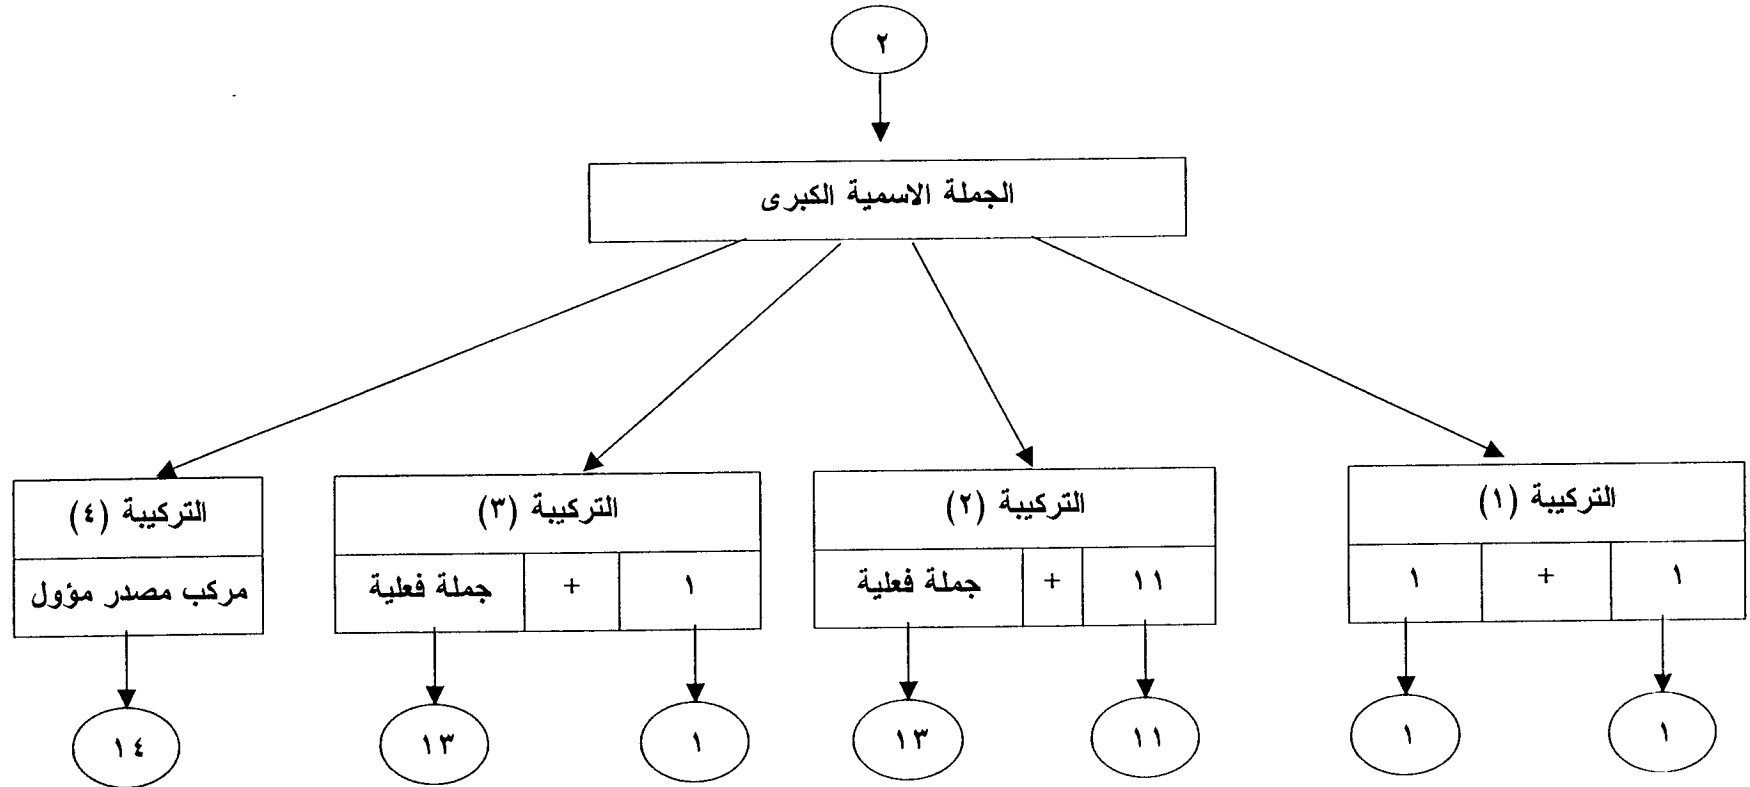 ٢
الجملة الاسمية الكبرى
التركيبة (١)
١ + ١
١ ١
التركيبة (٢)
١١ + جملة فعلية
١١ ١٣
التركيبة (٣)
١ + جملة فعلية
١ ١٣
التركيبة (٤)
مركب مصدر مؤول
١٤